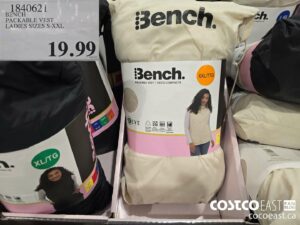 1840621
BENCH
PACKABLE VEST
LADIES SIZES S-XXL
19.99
Bench.
Bench.
XL/TG
XL/TG
Bench.
COSTCO
EAST
cocoeast.ca